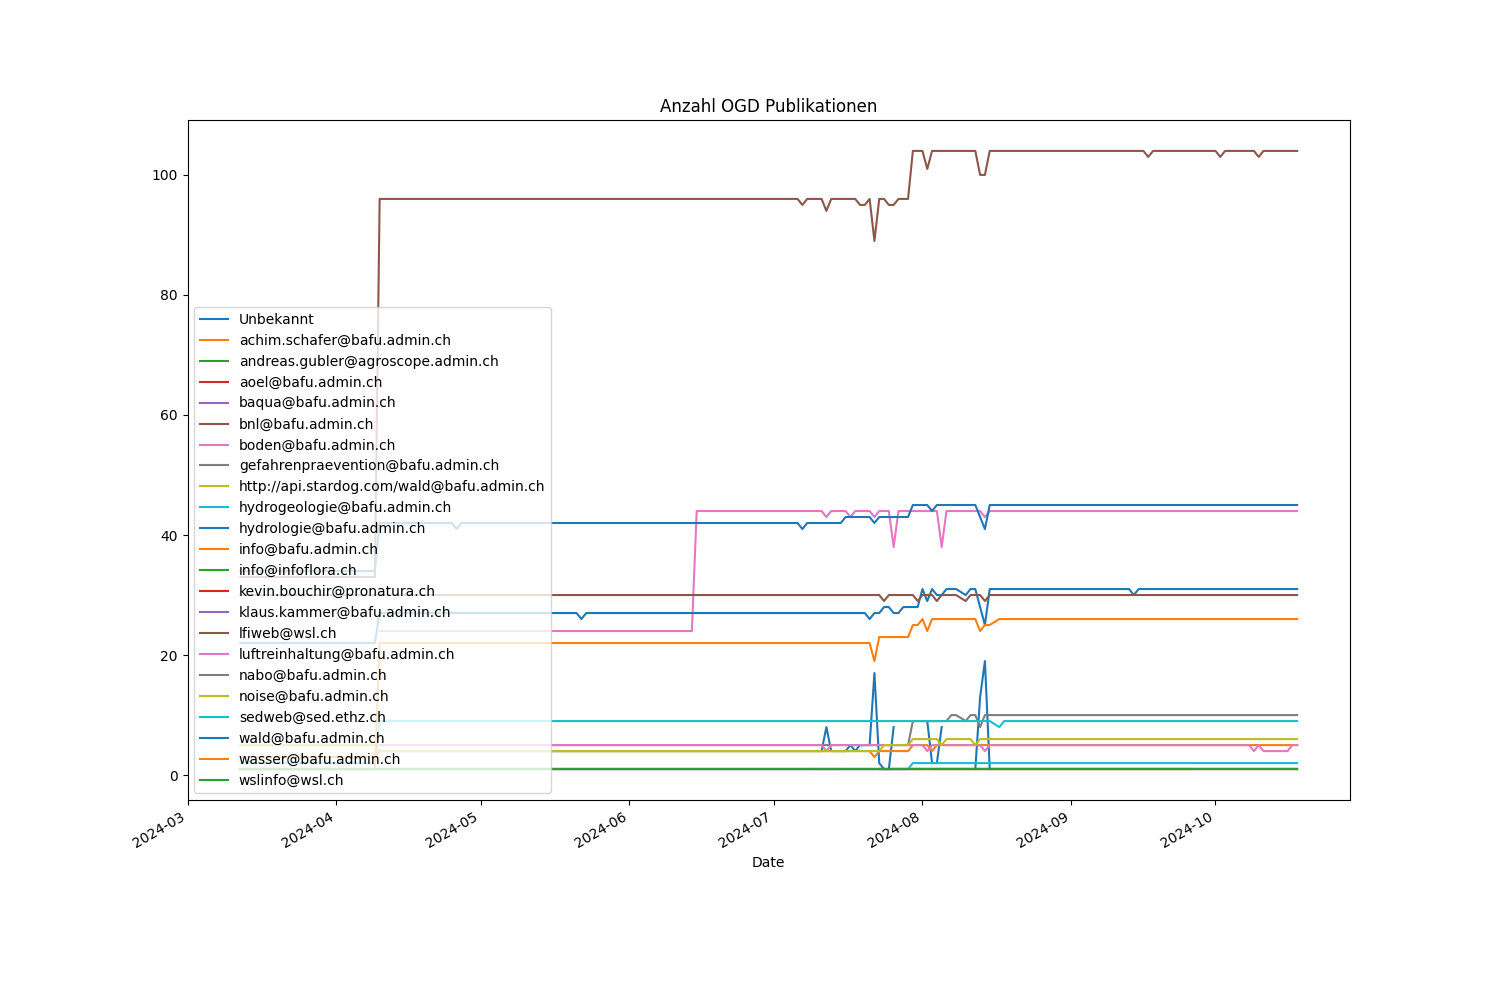 Anzahl OGD Publikationen
100
80
60
40
20
0
Unbekannt
achim.schafer@bafu.admin.ch
andreas.gubler@agroscope.admin.ch
aoel@bafu.admin.ch
baqua@bafu.admin.ch
bnl@bafu.admin.ch
boden@bafu.admin.ch
gefahrenpraevention@bafu.admin.ch
http://api.stardog.com/wald@bafu.admin.ch
hydrogeologie@bafu.admin.ch
hydrologie@bafu.admin.ch
info@bafu.admin.ch
info@infoflora.ch
kevin.bouchir@pronatura.ch
klaus.kammer@bafu.admin.ch
lfiweb@wsl.ch
luftreinhaltung@bafu.admin.ch
nabo@bafu.admin.ch
noise@bafu.admin.ch
sedweb@sed.ethz.ch
wald@bafu.admin.ch
wasser@bafu.admin.ch
wslinfo@wsl.ch
2024-03
2024-04
2024-05
2024-06
2024-07
2024-08
2024-09
2024-10
Date